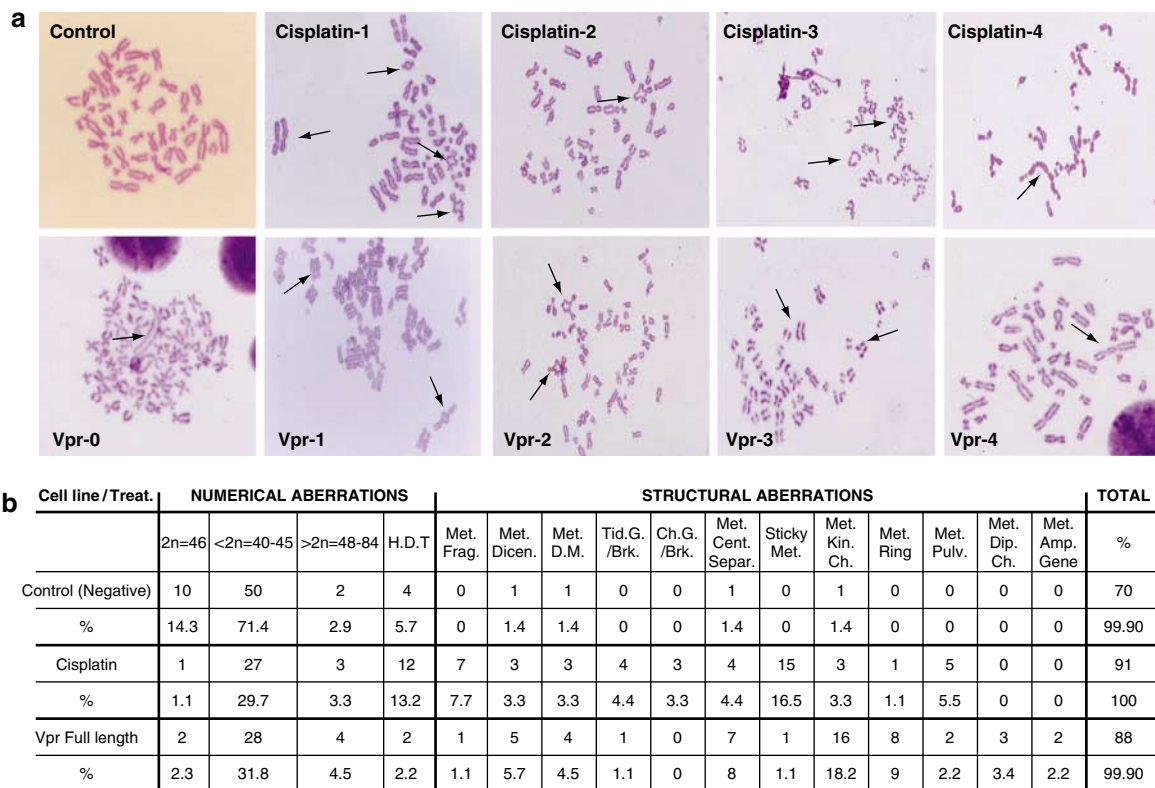 a
Control Cisplatin-1 Cisplatin-2 Cisplatin-3 Cisplatin-4
Vpr-0 Vpr-1 Vpr-2 Vpr-3 Vpr-4
b
Cell line / Treat. NUMERICAL ABERRATIONS STRUCTURAL ABERRATIONS TOTAL
2n=46 <2n=40-45 >2n=48-84 H.D.T Met. Frag. Met. Dicen. Met. D.M. Tid.G. /Brk. Ch.G. /Brk. Met. Cent. Separ. Sticky Met. Met. Kin. Ch. Met. Ring Met. Pulv. Met. Dip. Ch. Met. Amp. Gene %
Control (Negative) 10 50 2 4 0 1 1 0 0 1 0 1 0 0 0 0 70
% 14.3 71.4 2.9 5.7 0 1.4 1.4 0 0 1.4 0 1.4 0 0 0 0 99.90
Cisplatin 1 27 3 12 7 3 3 4 3 4 15 3 1 5 0 0 91
% 1.1 29.7 3.3 13.2 7.7 3.3 3.3 4.4 3.3 4.4 16.5 3.3 1.1 5.5 0 0 100
Vpr Full length 2 28 4 2 1 5 4 1 0 7 1 16 8 2 3 2 88
% 2.3 31.8 4.5 2.2 1.1 5.7 4.5 1.1 0 8 1.1 18.2 9 2.2 3.4 2.2 99.90